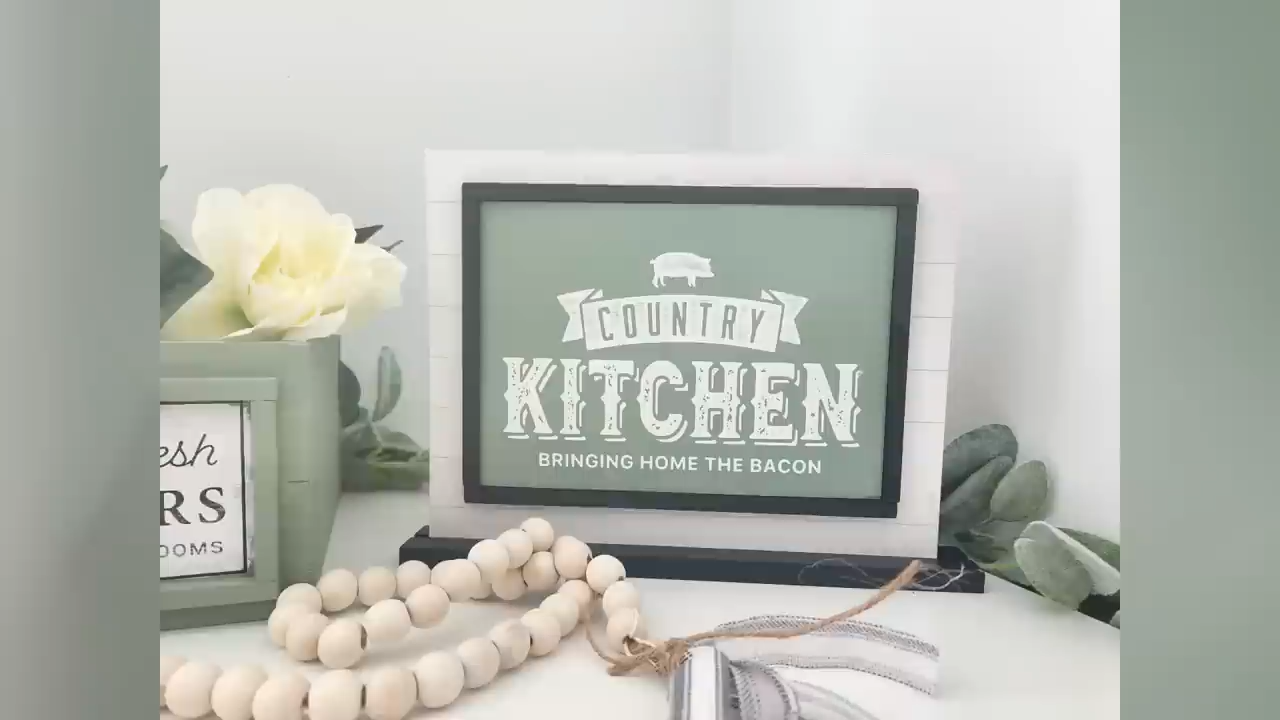 COUNTRY
KITCHEN
BRINGING HOME THE BACON
esh
RS
OOMS